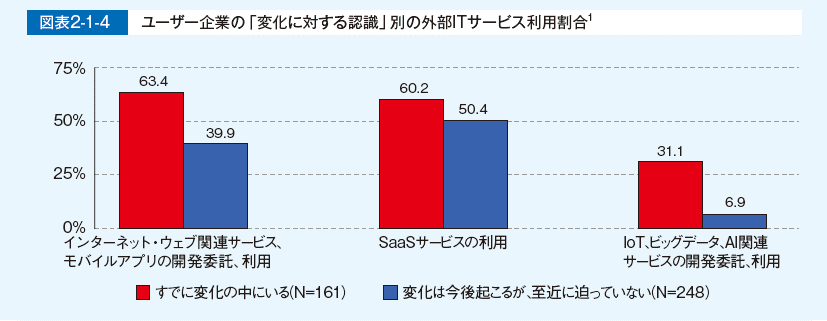 図表2-1-4 ユーザー企業の「変化に対する認識」別の外部ITサービス利用割合1
75%
50%
25%
0%
63.4
39.9
60.2
50.4
31.1
6.9
インターネット・ウェブ関連サービス、
モバイルアプリの開発委託、利用
SaaSサービスの利用
IoT、ビッグデータ、AI関連
サービスの開発委託、利用
すでに変化の中にいる(N=161) 変化は今後起こるが、至近に迫っていない(N=248)